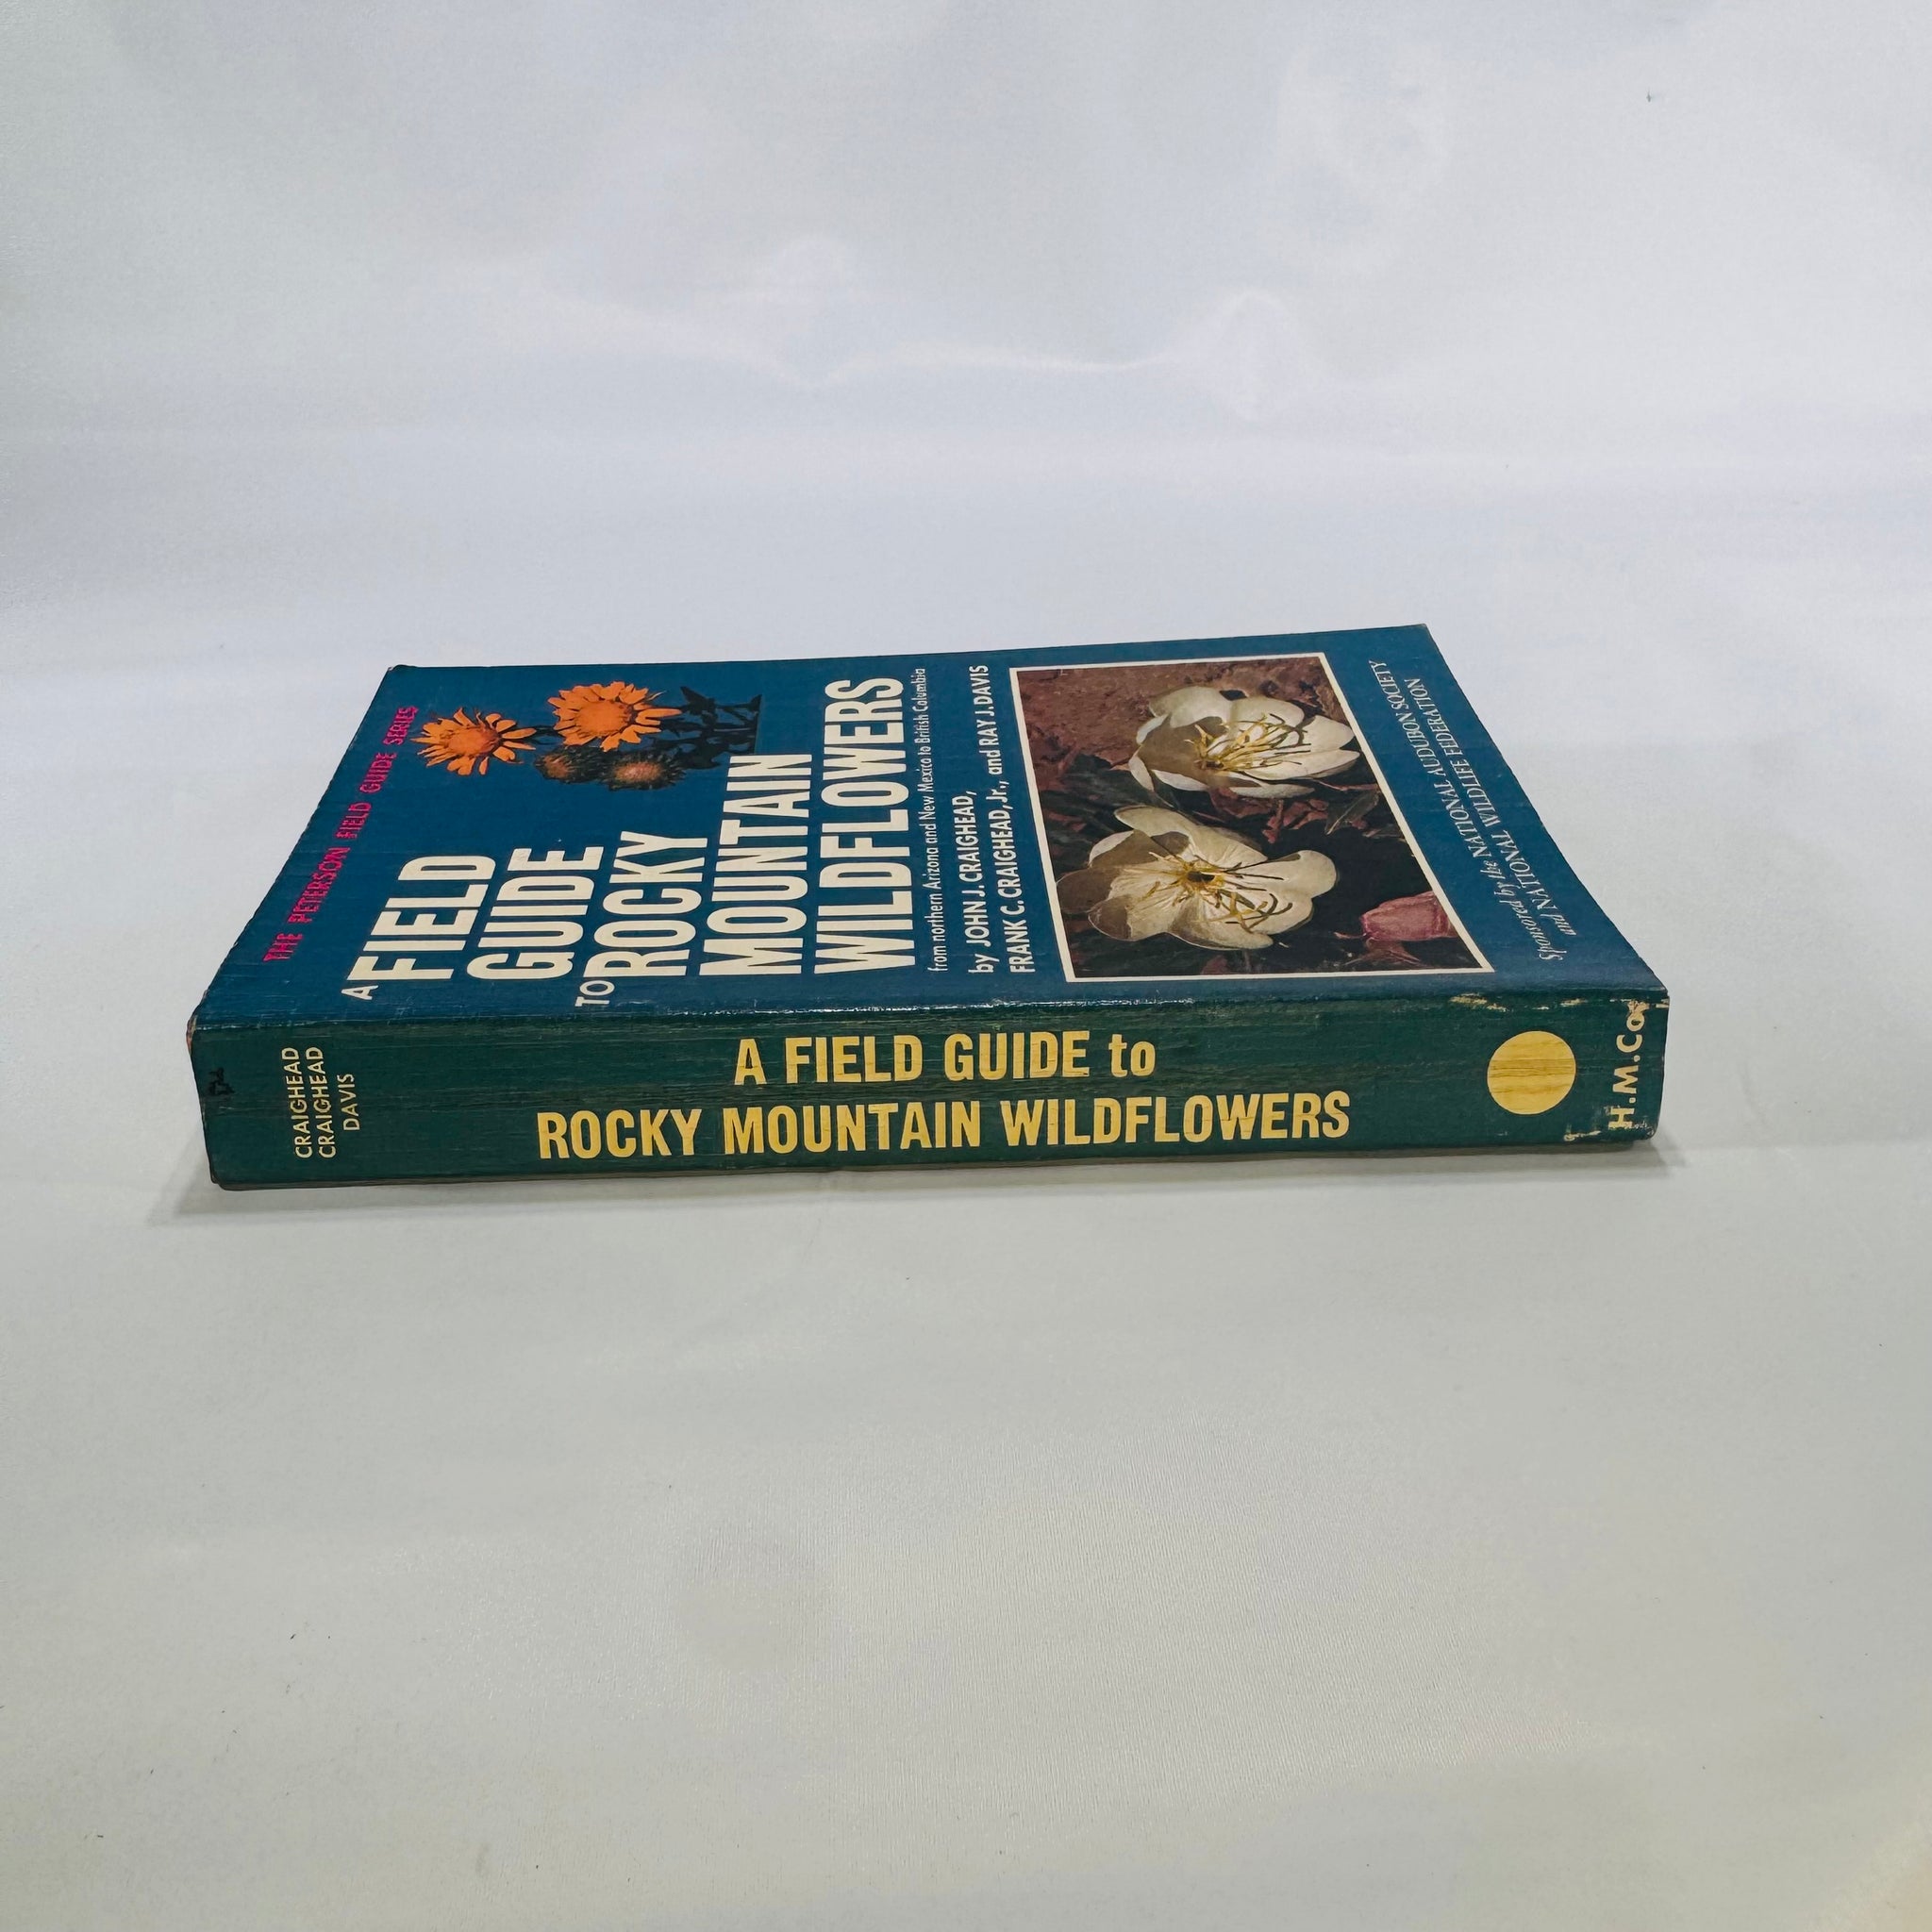 THE PETERSON FIELD GUIDE SERIES
A FIELD
GUIDE
TO ROCKY
MOUNTAIN
WILDFLOWERS
from northern Arizona and New Mexico to British Columbia
by JOHN J. CRAIGHEAD,
FRANK C. CRAIGHEAD, Jr., and RAY J. DAVIS
Sponsored by the NATIONAL AUDUBON SOCIETY
and NATIONAL WILDLIFE FEDERATION
CRAIGHEAD
CRAIGHEAD
DAVIS
A FIELD GUIDE to
ROCKY MOUNTAIN WILDFLOWERS
H.M.Co.